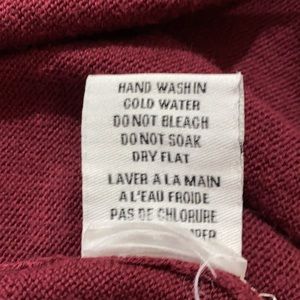 HAND WASH IN
COLD WATER
DO NOT BLEACH
DO NOT SOAK
DRY FLAT
LAVER A LA MAIN
A L'EAU FROIDE
PAS DE CHLORURE